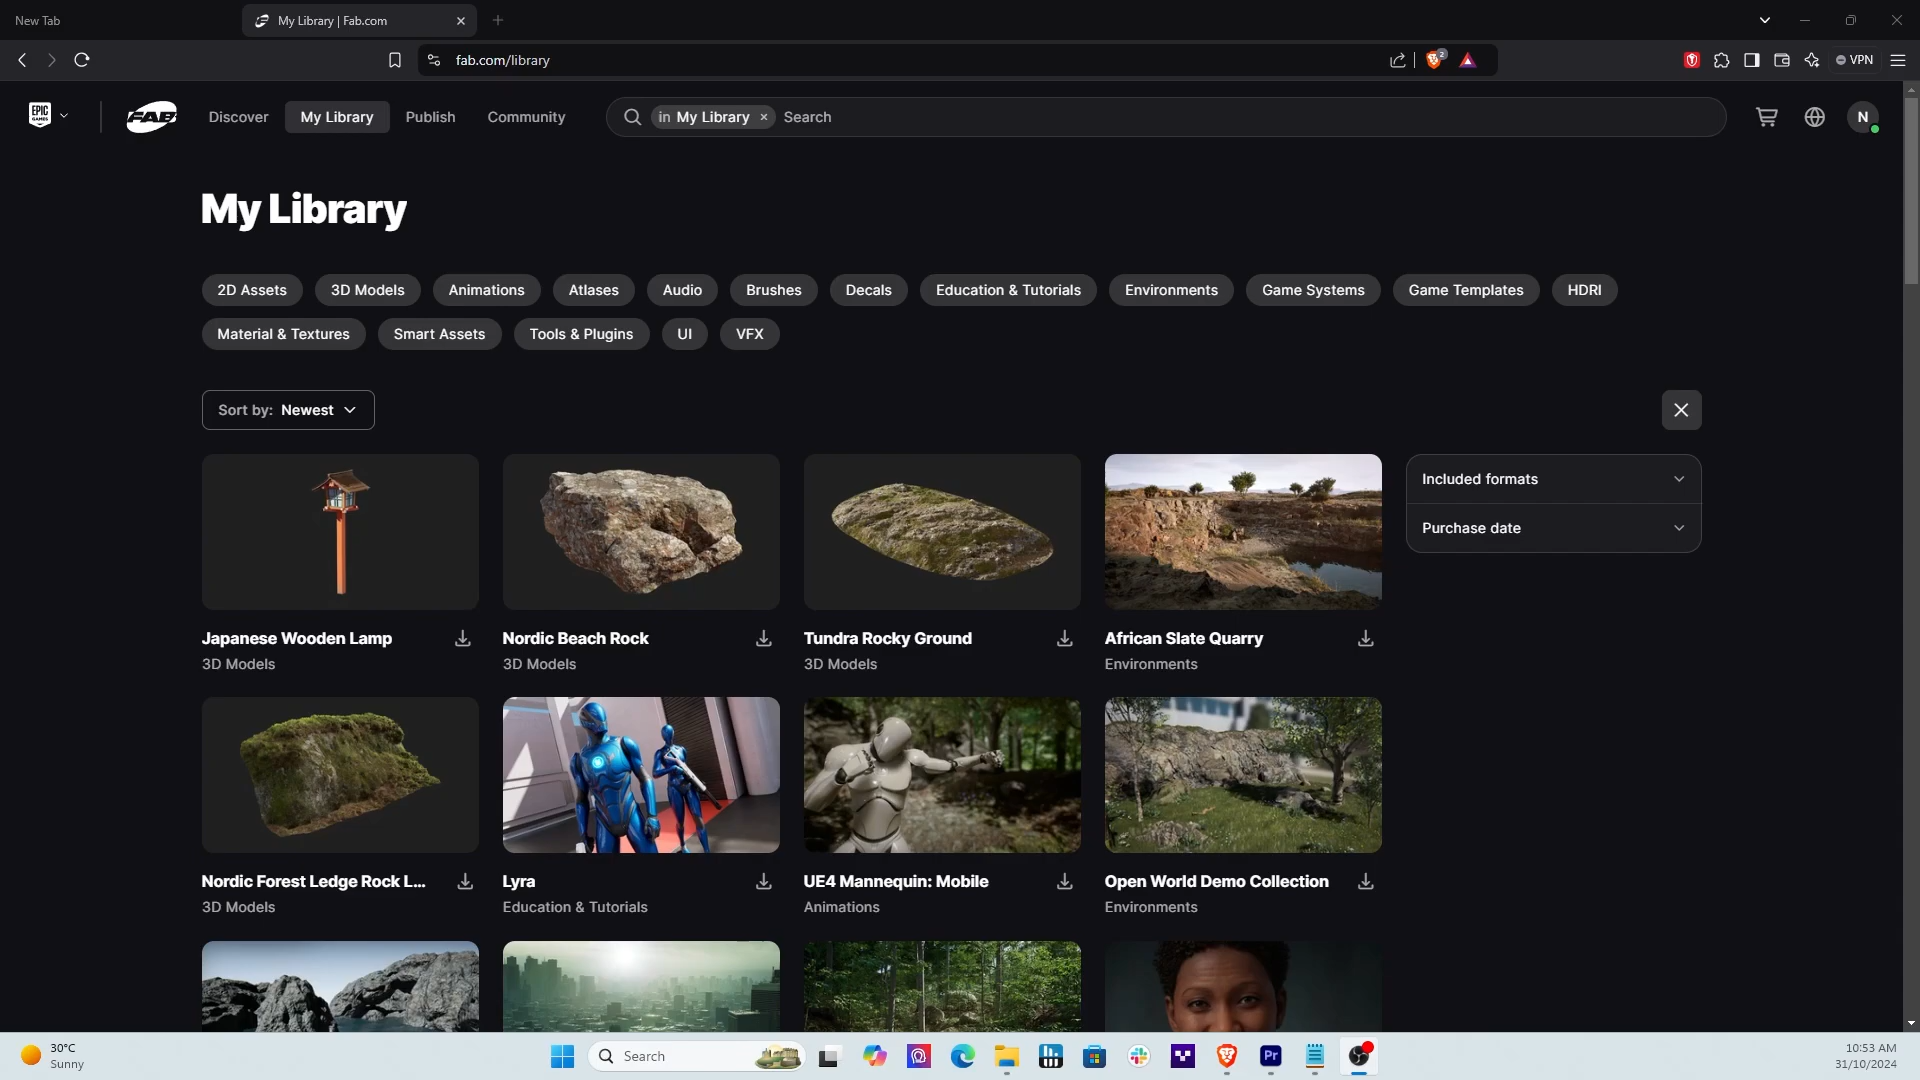 New Tab
My Library | Fab.com
fab.com/library
2
VPN
EPIC GAMES
FAB
Discover
My Library
Publish
Community
in My Library × Search
N
My Library
2D Assets
3D Models
Animations
Atlases
Audio
Brushes
Decals
Education & Tutorials
Environments
Game Systems
Game Templates
HDRI
Material & Textures
Smart Assets
Tools & Plugins
UI
VFX
Sort by: Newest
Included formats
Purchase date
Japanese Wooden Lamp
3D Models
Nordic Beach Rock
3D Models
Tundra Rocky Ground
3D Models
African Slate Quarry
Environments
Nordic Forest Ledge Rock L...
3D Models
Lyra
Education & Tutorials
UE4 Mannequin: Mobile
Animations
Open World Demo Collection
Environments
30°C
Sunny
Search
Pr
10:53 AM
31/10/2024